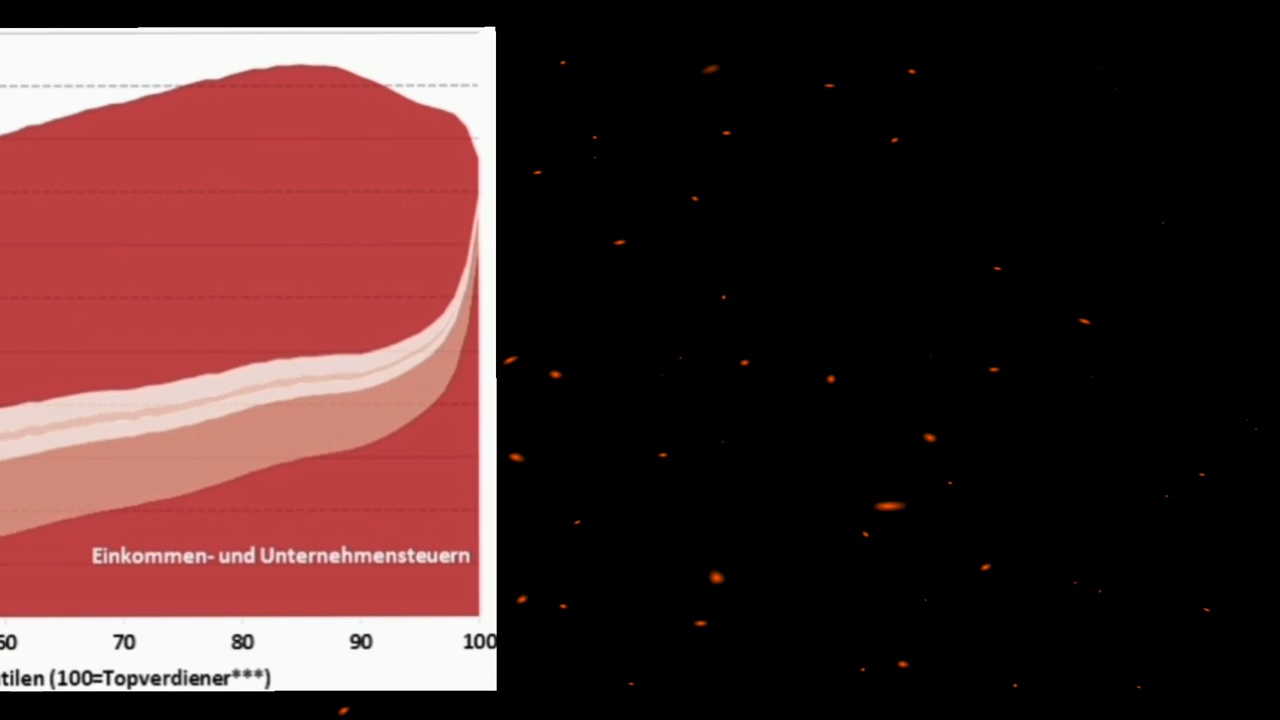 Einkommen- und Unternehmensteuern
60 70 80 90 100
tilen (100=Topverdiener***)